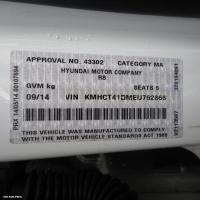 APPROVAL NO. 43302 CATEGORY MA
HYUNDAI MOTOR COMPANY
RB
GVM kg SEATS 5
09/14 VIN KMHCT41DMEU762866
THIS VEHICLE WAS MANUFACTURED TO COMPLY
WITH THE MOTOR VEHICLE STANDARDS ACT 1989